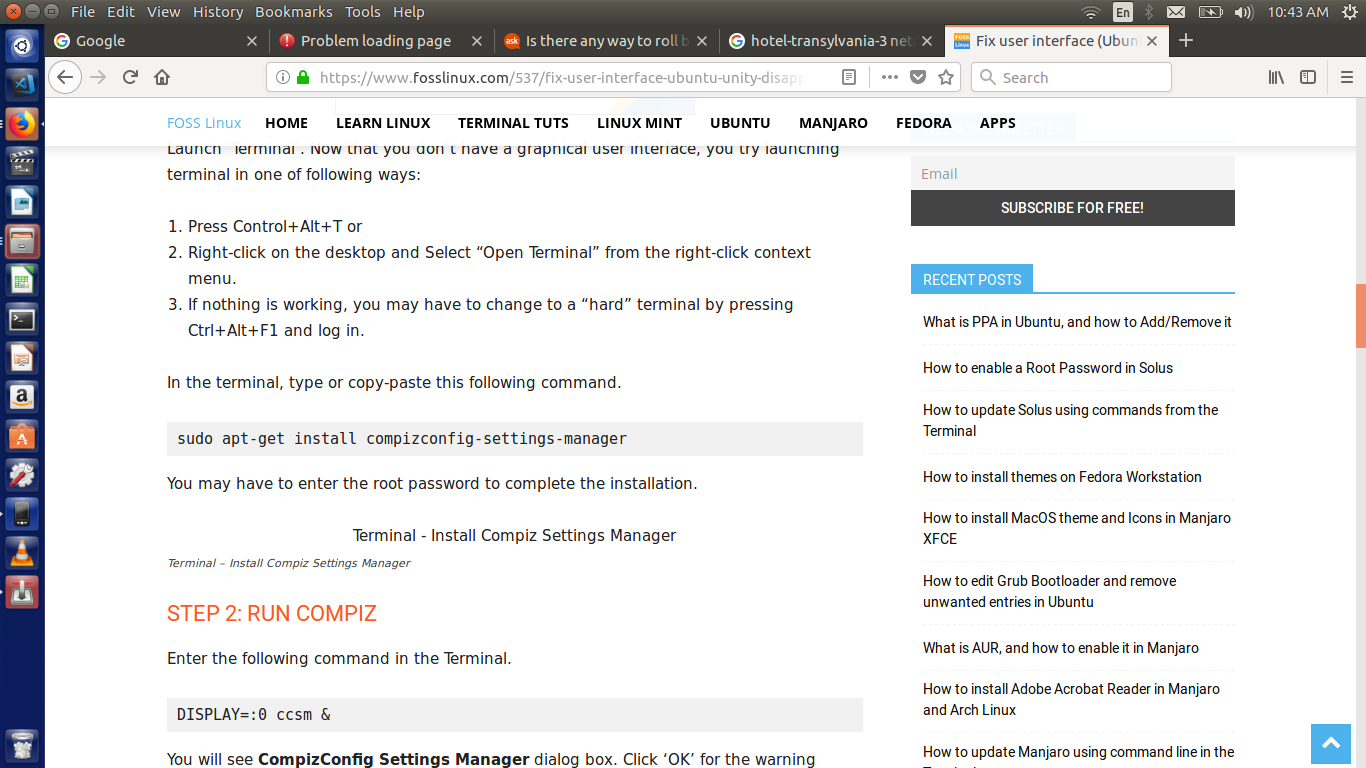 File Edit View History Bookmarks Tools Help
En
10:43 AM
Google
Problem loading page
ask
Is there any way to roll b
hotel-transylvania-3 net
FOSS Linux
Fix user interface (Ubun
https://www.fosslinux.com/537/fix-user-interface-ubuntu-unity-disapp
Search
FOSS Linux
HOME
LEARN LINUX
TERMINAL TUTS
LINUX MINT
UBUNTU
MANJARO
FEDORA
APPS
Launch "Terminal". Now that you don't have a graphical user interface, you try launching
terminal in one of following ways:
1. Press Control+Alt+T or
2. Right-click on the desktop and Select “Open Terminal” from the right-click context
menu.
3. If nothing is working, you may have to change to a “hard” terminal by pressing
Ctrl+Alt+F1 and log in.
In the terminal, type or copy-paste this following command.
sudo apt-get install compizconfig-settings-manager
You may have to enter the root password to complete the installation.
Terminal - Install Compiz Settings Manager
Terminal – Install Compiz Settings Manager
STEP 2: RUN COMPIZ
Enter the following command in the Terminal.
DISPLAY=:0 ccsm &
You will see CompizConfig Settings Manager dialog box. Click ‘OK’ for the warning
Email
SUBSCRIBE FOR FREE!
RECENT POSTS
What is PPA in Ubuntu, and how to Add/Remove it
How to enable a Root Password in Solus
How to update Solus using commands from the
Terminal
How to install themes on Fedora Workstation
How to install MacOS theme and Icons in Manjaro
XFCE
How to edit Grub Bootloader and remove
unwanted entries in Ubuntu
What is AUR, and how to enable it in Manjaro
How to install Adobe Acrobat Reader in Manjaro
and Arch Linux
How to update Manjaro using command line in the